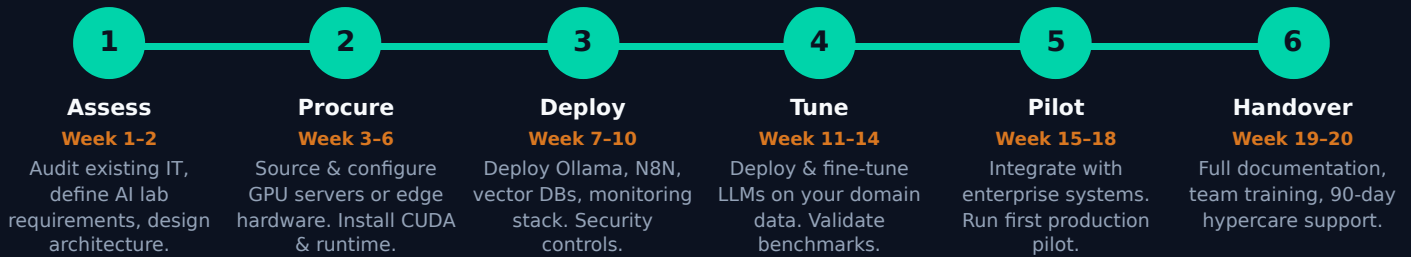 1
2
3
4
5
6
Assess
Week 1–2
Audit existing IT,
define AI lab
requirements, design
architecture.
Procure
Week 3–6
Source & configure
GPU servers or edge
hardware. Install CUDA
& runtime.
Deploy
Week 7–10
Deploy Ollama, N8N,
vector DBs, monitoring
stack. Security
controls.
Tune
Week 11–14
Deploy & fine-tune
LLMs on your domain
data. Validate
benchmarks.
Pilot
Week 15–18
Integrate with
enterprise systems.
Run first production
pilot.
Handover
Week 19–20
Full documentation,
team training, 90-day
hypercare support.